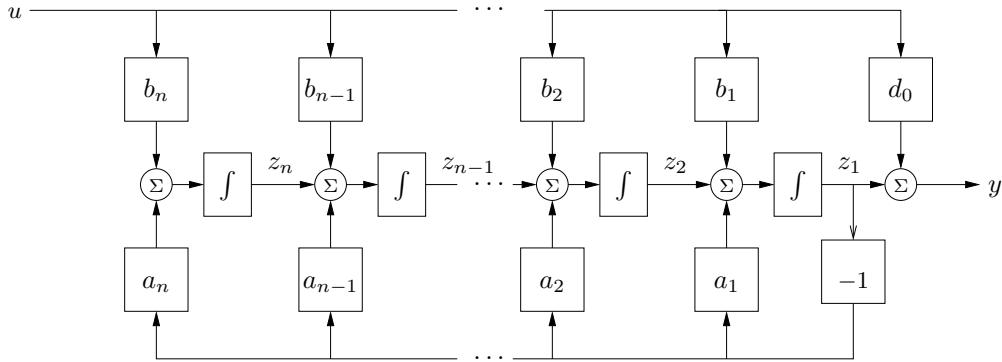 u ···
b_n b_{n−1} b_2 b_1 d_0
Σ ∫ z_n Σ ∫ z_{n−1} ··· Σ ∫ z_2 Σ ∫ z_1 Σ y
a_n a_{n−1} a_2 a_1 −1
···